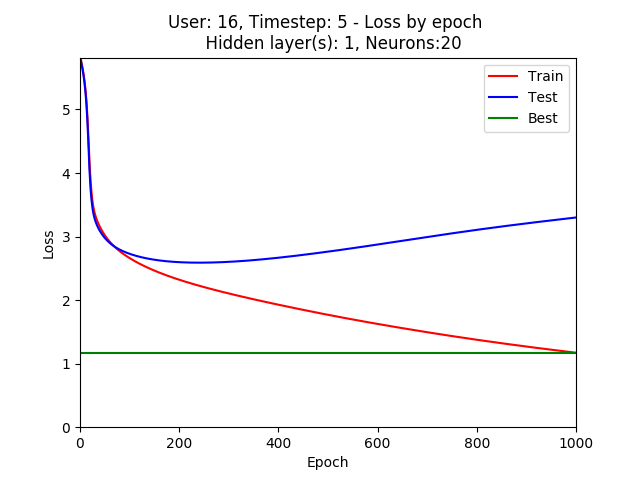 User: 16, Timestep: 5 - Loss by epoch
Hidden layer(s): 1, Neurons:20
Train
Test
Best
Loss
5
4
3
2
1
0
0 200 400 600 800 1000
Epoch